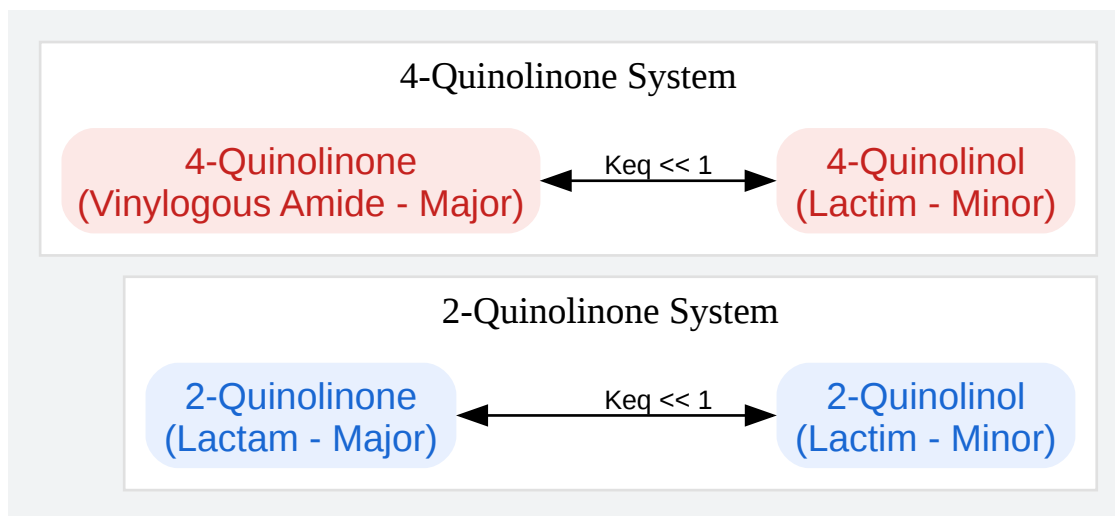 4-Quinolinone System
4-Quinolinone
(Vinylogous Amide - Major)
Keq << 1
4-Quinolinol
(Lactim - Minor)
2-Quinolinone System
2-Quinolinone
(Lactam - Major)
Keq << 1
2-Quinolinol
(Lactim - Minor)